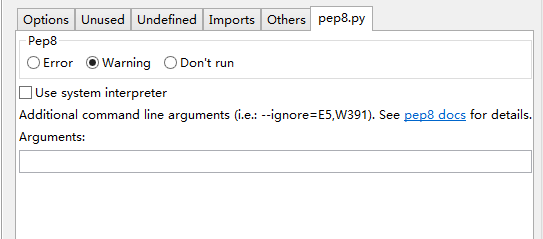 Options Unused Undefined Imports Others pep8.py
Pep8
Error Warning Don't run
Use system interpreter
Additional command line arguments (i.e.: --ignore=E5,W391). See pep8 docs for details.
Arguments: